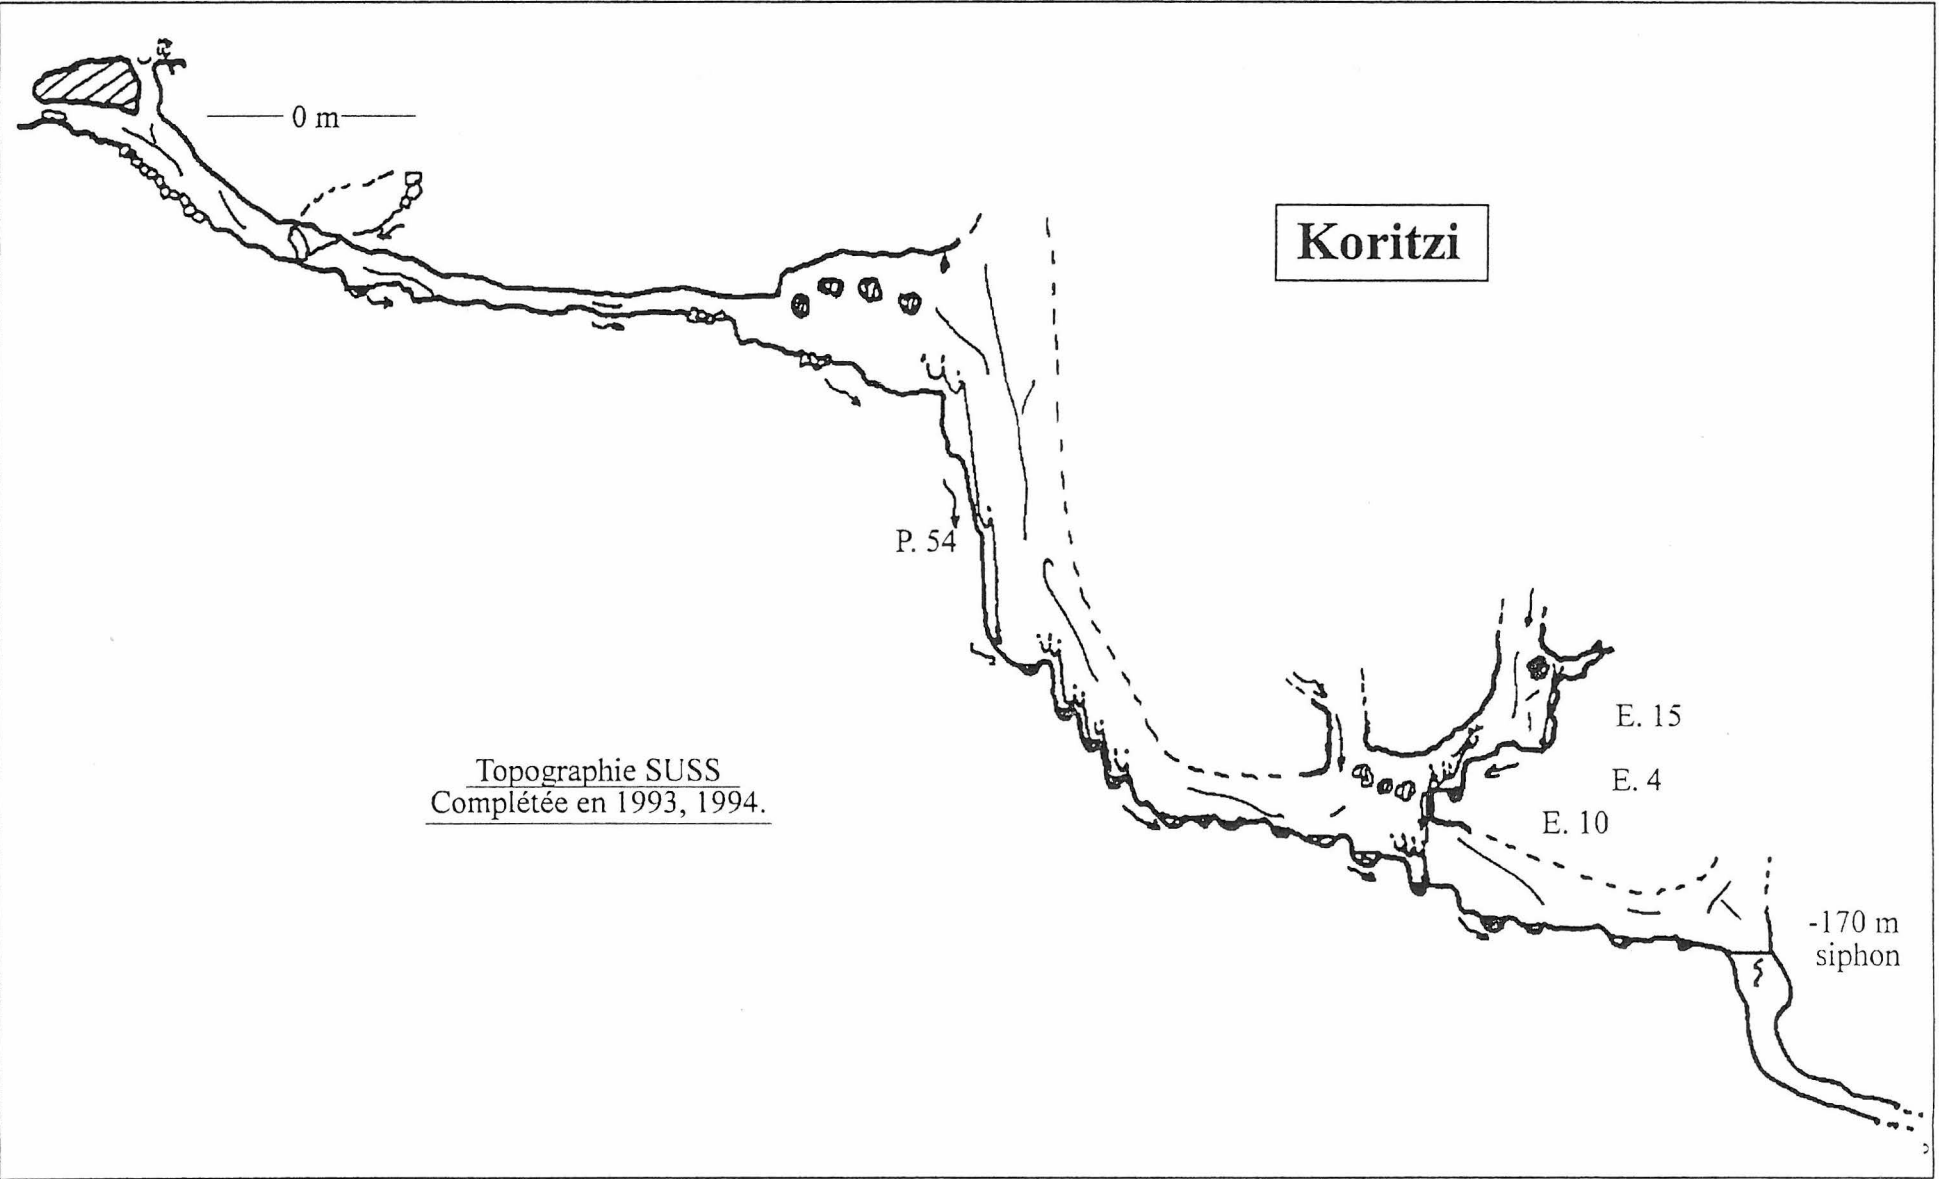 0 m
Koritzi
P. 54
E. 15
E. 4
E. 10
Topographie SUSS
Complétée en 1993, 1994.
-170 m
siphon